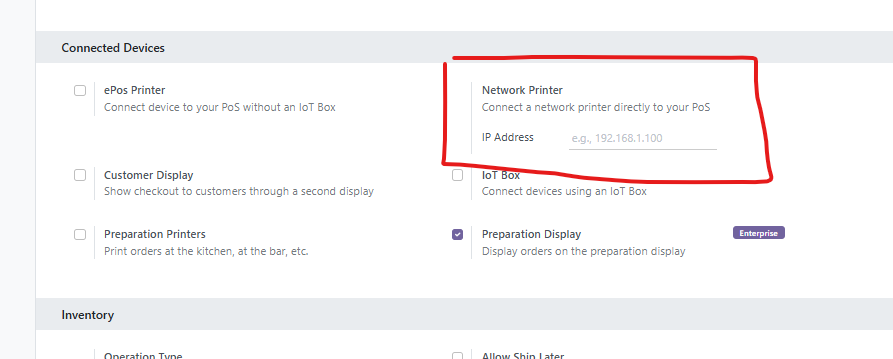 Connected Devices
ePos Printer
Connect device to your PoS without an IoT Box
Network Printer
Connect a network printer directly to your PoS
IP Address e.g., 192.168.1.100
Customer Display
Show checkout to customers through a second display
IoT Box
Connect devices using an IoT Box
Preparation Printers
Print orders at the kitchen, at the bar, etc.
Preparation Display Enterprise
Display orders on the preparation display
Inventory
Operation Type
Allow Ship Later